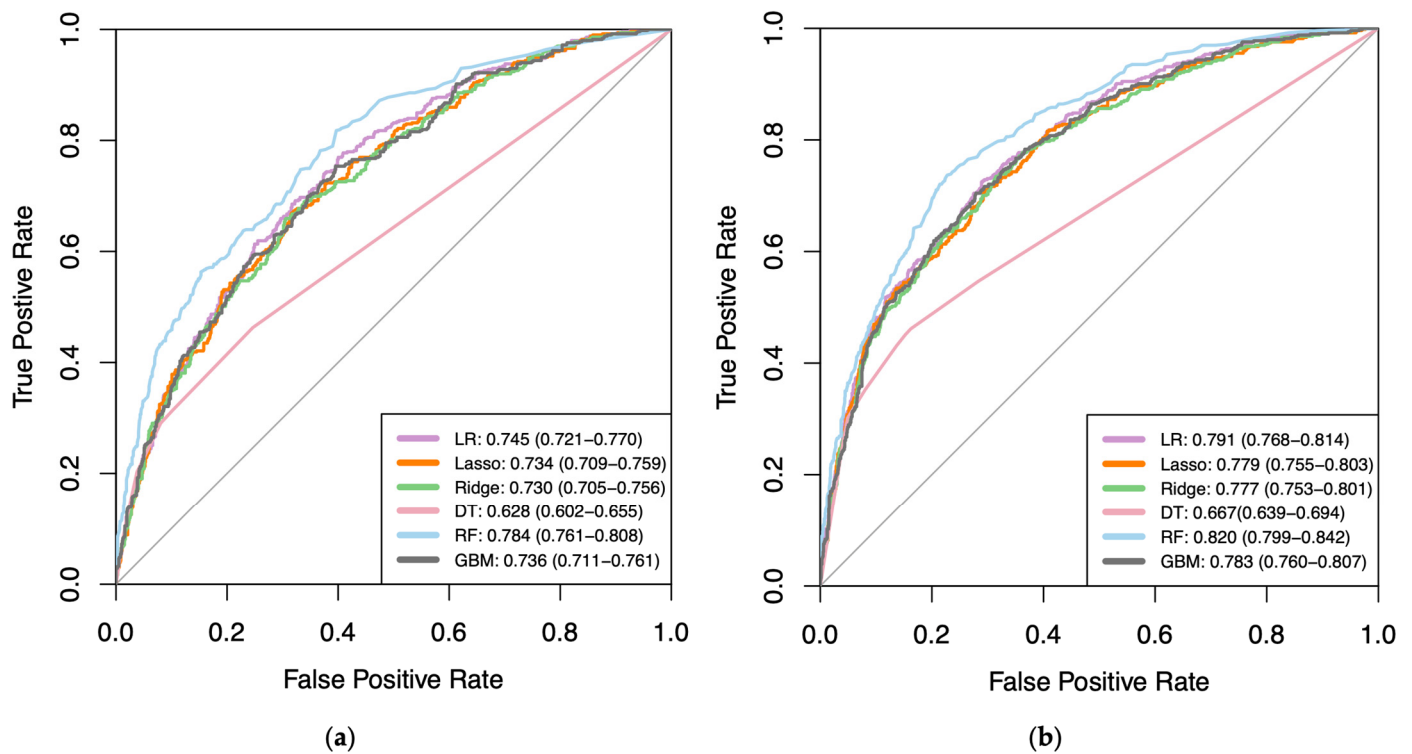 1.0
0.8
0.6
0.4
0.2
0.0
True Postive Rate
LR: 0.745 (0.721–0.770)
Lasso: 0.734 (0.709–0.759)
Ridge: 0.730 (0.705–0.756)
DT: 0.628 (0.602–0.655)
RF: 0.784 (0.761–0.808)
GBM: 0.736 (0.711–0.761)
0.0 0.2 0.4 0.6 0.8 1.0
False Positive Rate
(a)
1.0
0.8
0.6
0.4
0.2
0.0
True Postive Rate
LR: 0.791 (0.768–0.814)
Lasso: 0.779 (0.755–0.803)
Ridge: 0.777 (0.753–0.801)
DT: 0.667(0.639–0.694)
RF: 0.820 (0.799–0.842)
GBM: 0.783 (0.760–0.807)
0.0 0.2 0.4 0.6 0.8 1.0
False Positive Rate
(b)